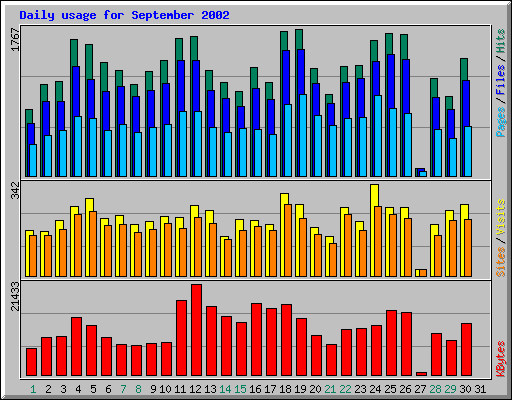 Daily usage for September 2002
1767
Pages / Files / Hits
342
Sites / Visits
21433
KBytes
1 2 3 4 5 6 7 8 9 10 11 12 13 14 15 16 17 18 19 20 21 22 23 24 25 26 27 28 29 30 31